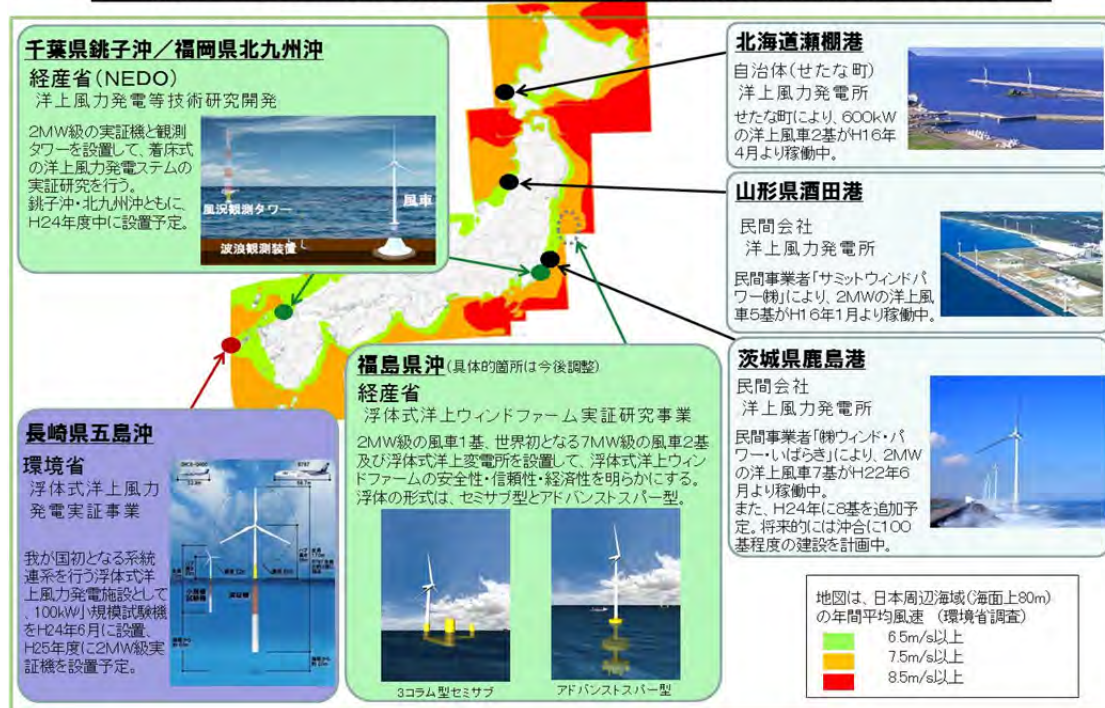 千葉県銚子沖／福岡県北九州沖
経産省（NEDO）
洋上風力発電等技術研究開発
2MW級の実証機と観測
タワーを設置して、着床式
の洋上風力発電ステムの
実証研究を行う。
銚子沖・北九州沖ともに、
H24年度中に設置予定。
風況観測タワー
風車
波浪観測装置
北海道瀬棚港
自治体（せたな町）
洋上風力発電所
せたな町により、600kW
の洋上風車2基がH16年
4月より稼働中。
山形県酒田港
民間会社
洋上風力発電所
民間事業者「サミットウィンドパ
ワー㈱」により、2MWの洋上風
車5基がH16年1月より稼働中。
茨城県鹿島港
民間会社
洋上風力発電所
民間事業者「㈱ウィンド・パ
ワー・いばらき」により、2MW
の洋上風車7基がH22年6
月より稼働中。
また、H24年に8基を追加予
定。将来的には沖合に100
基程度の建設を計画中。
福島県沖（具体的箇所は今後調整）
経産省
浮体式洋上ウィンドファーム実証研究事業
2MW級の風車1基、世界初となる7MW級の風車2基
及び浮体式洋上変電所を設置して、浮体式洋上ウィン
ドファームの安全性・信頼性・経済性を明らかにする。
浮体の形式は、セミサブ型とアドバンストスパー型。
3コラム型セミサブ
アドバンストスパー型
長崎県五島沖
環境省
浮体式洋上風力
発電実証事業
我が国初となる系統
連系を行う浮体式洋
上風力発電施設として
、100kW小規模試験機
をH24年6月に設置、
H25年度に2MW級実
証機を設置予定。
地図は、日本周辺海域（海面上80m）
の年間平均風速　（環境省調査）
6.5m/s以上
7.5m/s以上
8.5m/s以上